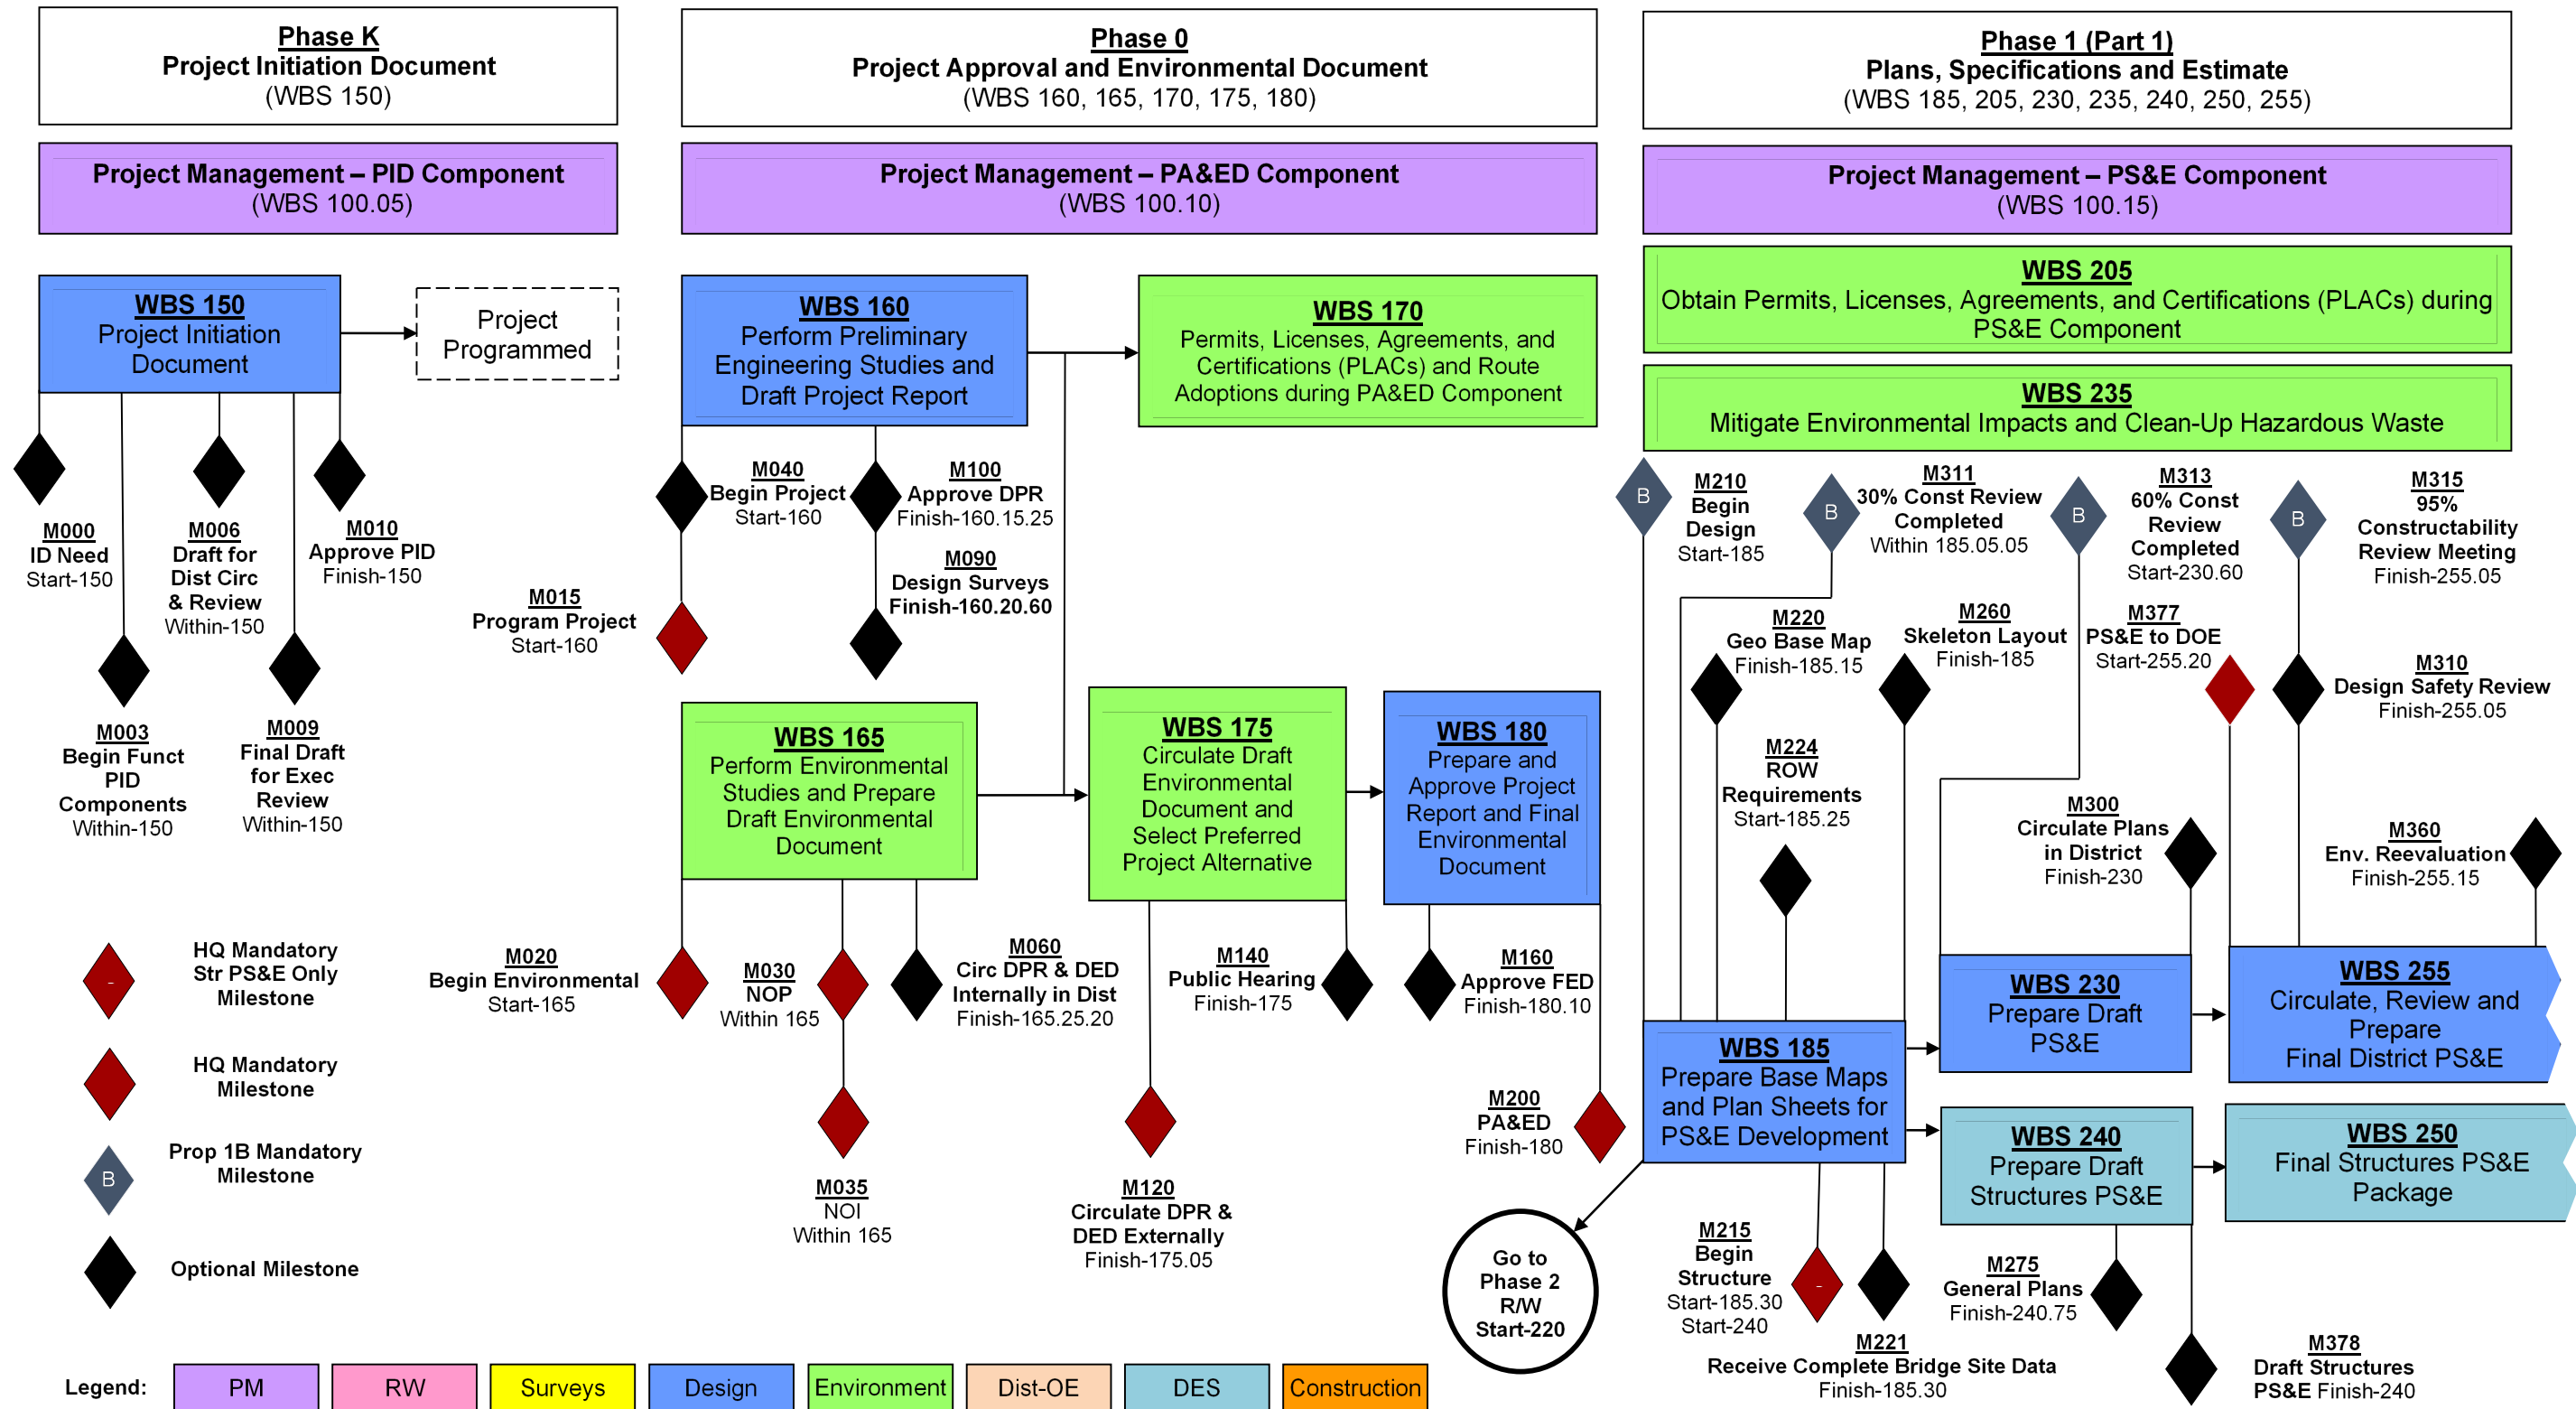 Phase K
Project Initiation Document
(WBS 150)
Phase 0
Project Approval and Environmental Document
(WBS 160, 165, 170, 175, 180)
Phase 1 (Part 1)
Plans, Specifications and Estimate
(WBS 185, 205, 230, 235, 240, 250, 255)
Project Management – PID Component
(WBS 100.05)
Project Management – PA&ED Component
(WBS 100.10)
Project Management – PS&E Component
(WBS 100.15)
WBS 205
Obtain Permits, Licenses, Agreements, and Certifications (PLACs) during
PS&E Component
WBS 235
Mitigate Environmental Impacts and Clean-Up Hazardous Waste
WBS 150
Project Initiation
Document
Project
Programmed
M000
ID Need
Start-150
M006
Draft for
Dist Circ
& Review
Within-150
M010
Approve PID
Finish-150
M003
Begin Funct
PID
Components
Within-150
M009
Final Draft
for Exec
Review
Within-150
WBS 160
Perform Preliminary
Engineering Studies and
Draft Project Report
WBS 170
Permits, Licenses, Agreements, and
Certifications (PLACs) and Route
Adoptions during PA&ED Component
M040
Begin Project
Start-160
M100
Approve DPR
Finish-160.15.25
M090
Design Surveys
Finish-160.20.60
M015
Program Project
Start-160
WBS 165
Perform Environmental
Studies and Prepare
Draft Environmental
Document
WBS 175
Circulate Draft
Environmental
Document and
Select Preferred
Project Alternative
WBS 180
Prepare and
Approve Project
Report and Final
Environmental
Document
M020
Begin Environmental
Start-165
M030
NOP
Within 165
M060
Circ DPR & DED
Internally in Dist
Finish-165.25.20
M140
Public Hearing
Finish-175
M160
Approve FED
Finish-180.10
M035
NOI
Within 165
M120
Circulate DPR &
DED Externally
Finish-175.05
M200
PA&ED
Finish-180
B
M210
Begin
Design
Start-185
B
M311
30% Const Review
Completed
Within 185.05.05
B
M313
60% Const
Review
Completed
Start-230.60
B
M315
95%
Constructability
Review Meeting
Finish-255.05
M220
Geo Base Map
Finish-185.15
M260
Skeleton Layout
Finish-185
M377
PS&E to DOE
Start-255.20
M310
Design Safety Review
Finish-255.05
M224
ROW
Requirements
Start-185.25
M300
Circulate Plans
in District
Finish-230
M360
Env. Reevaluation
Finish-255.15
WBS 185
Prepare Base Maps
and Plan Sheets for
PS&E Development
WBS 230
Prepare Draft
PS&E
WBS 255
Circulate, Review and
Prepare
Final District PS&E
WBS 240
Prepare Draft
Structures PS&E
WBS 250
Final Structures PS&E
Package
Go to
Phase 2
R/W
Start-220
M215
Begin
Structure
Start-185.30
Start-240
-
M221
Receive Complete Bridge Site Data
Finish-185.30
M275
General Plans
Finish-240.75
M378
Draft Structures
PS&E Finish-240
-
HQ Mandatory
Str PS&E Only
Milestone
HQ Mandatory
Milestone
B
Prop 1B Mandatory
Milestone
Optional Milestone
Legend:
PM
RW
Surveys
Design
Environment
Dist-OE
DES
Construction